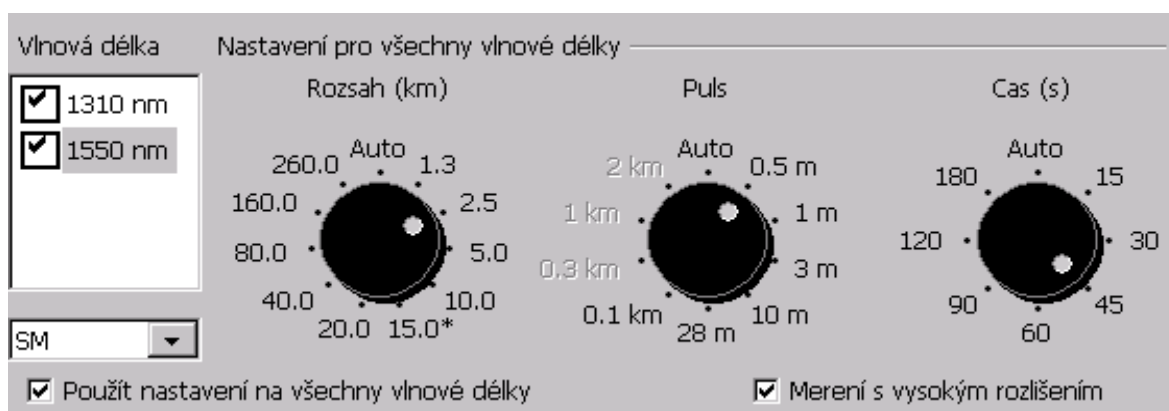 Vlnová délka
Nastavení pro všechny vlnové délky
1310 nm
1550 nm
SM
Rozsah (km)
Auto
1.3
2.5
5.0
10.0
15.0*
20.0
40.0
80.0
160.0
260.0
Puls
Auto
0.5 m
1 m
3 m
10 m
28 m
0.1 km
0.3 km
1 km
2 km
Cas (s)
Auto
15
30
45
60
90
120
180
Použít nastavení na všechny vlnové délky
Merení s vysokým rozlišením